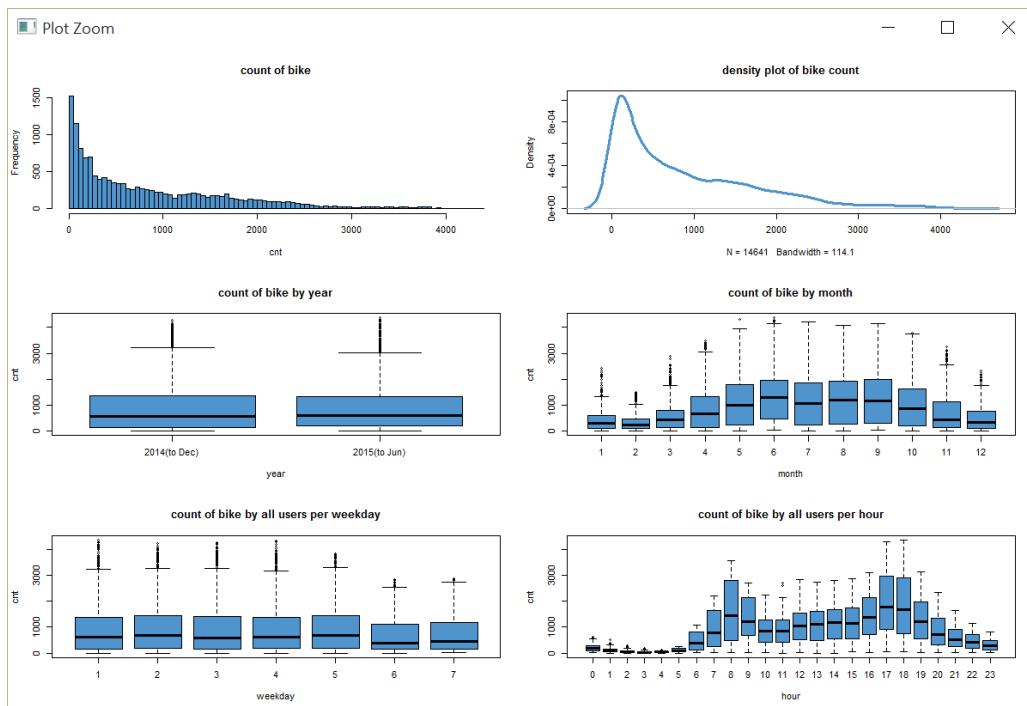 Plot Zoom
count of bike
Frequency
0 500 1000 1500
0 1000 2000 3000 4000
cnt
density plot of bike count
Density
0e+00 4e-04 8e-04
0 1000 2000 3000 4000
N = 14641 Bandwidth = 114.1
count of bike by year
cnt
0 1000 3000
2014(to Dec) 2015(to Jun)
year
count of bike by month
cnt
0 1000 3000
1 2 3 4 5 6 7 8 9 10 11 12
month
count of bike by all users per weekday
cnt
0 1000 3000
1 2 3 4 5 6 7
weekday
count of bike by all users per hour
cnt
0 1000 3000
0 1 2 3 4 5 6 7 8 9 10 11 12 13 14 15 16 17 18 19 20 21 22 23
hour